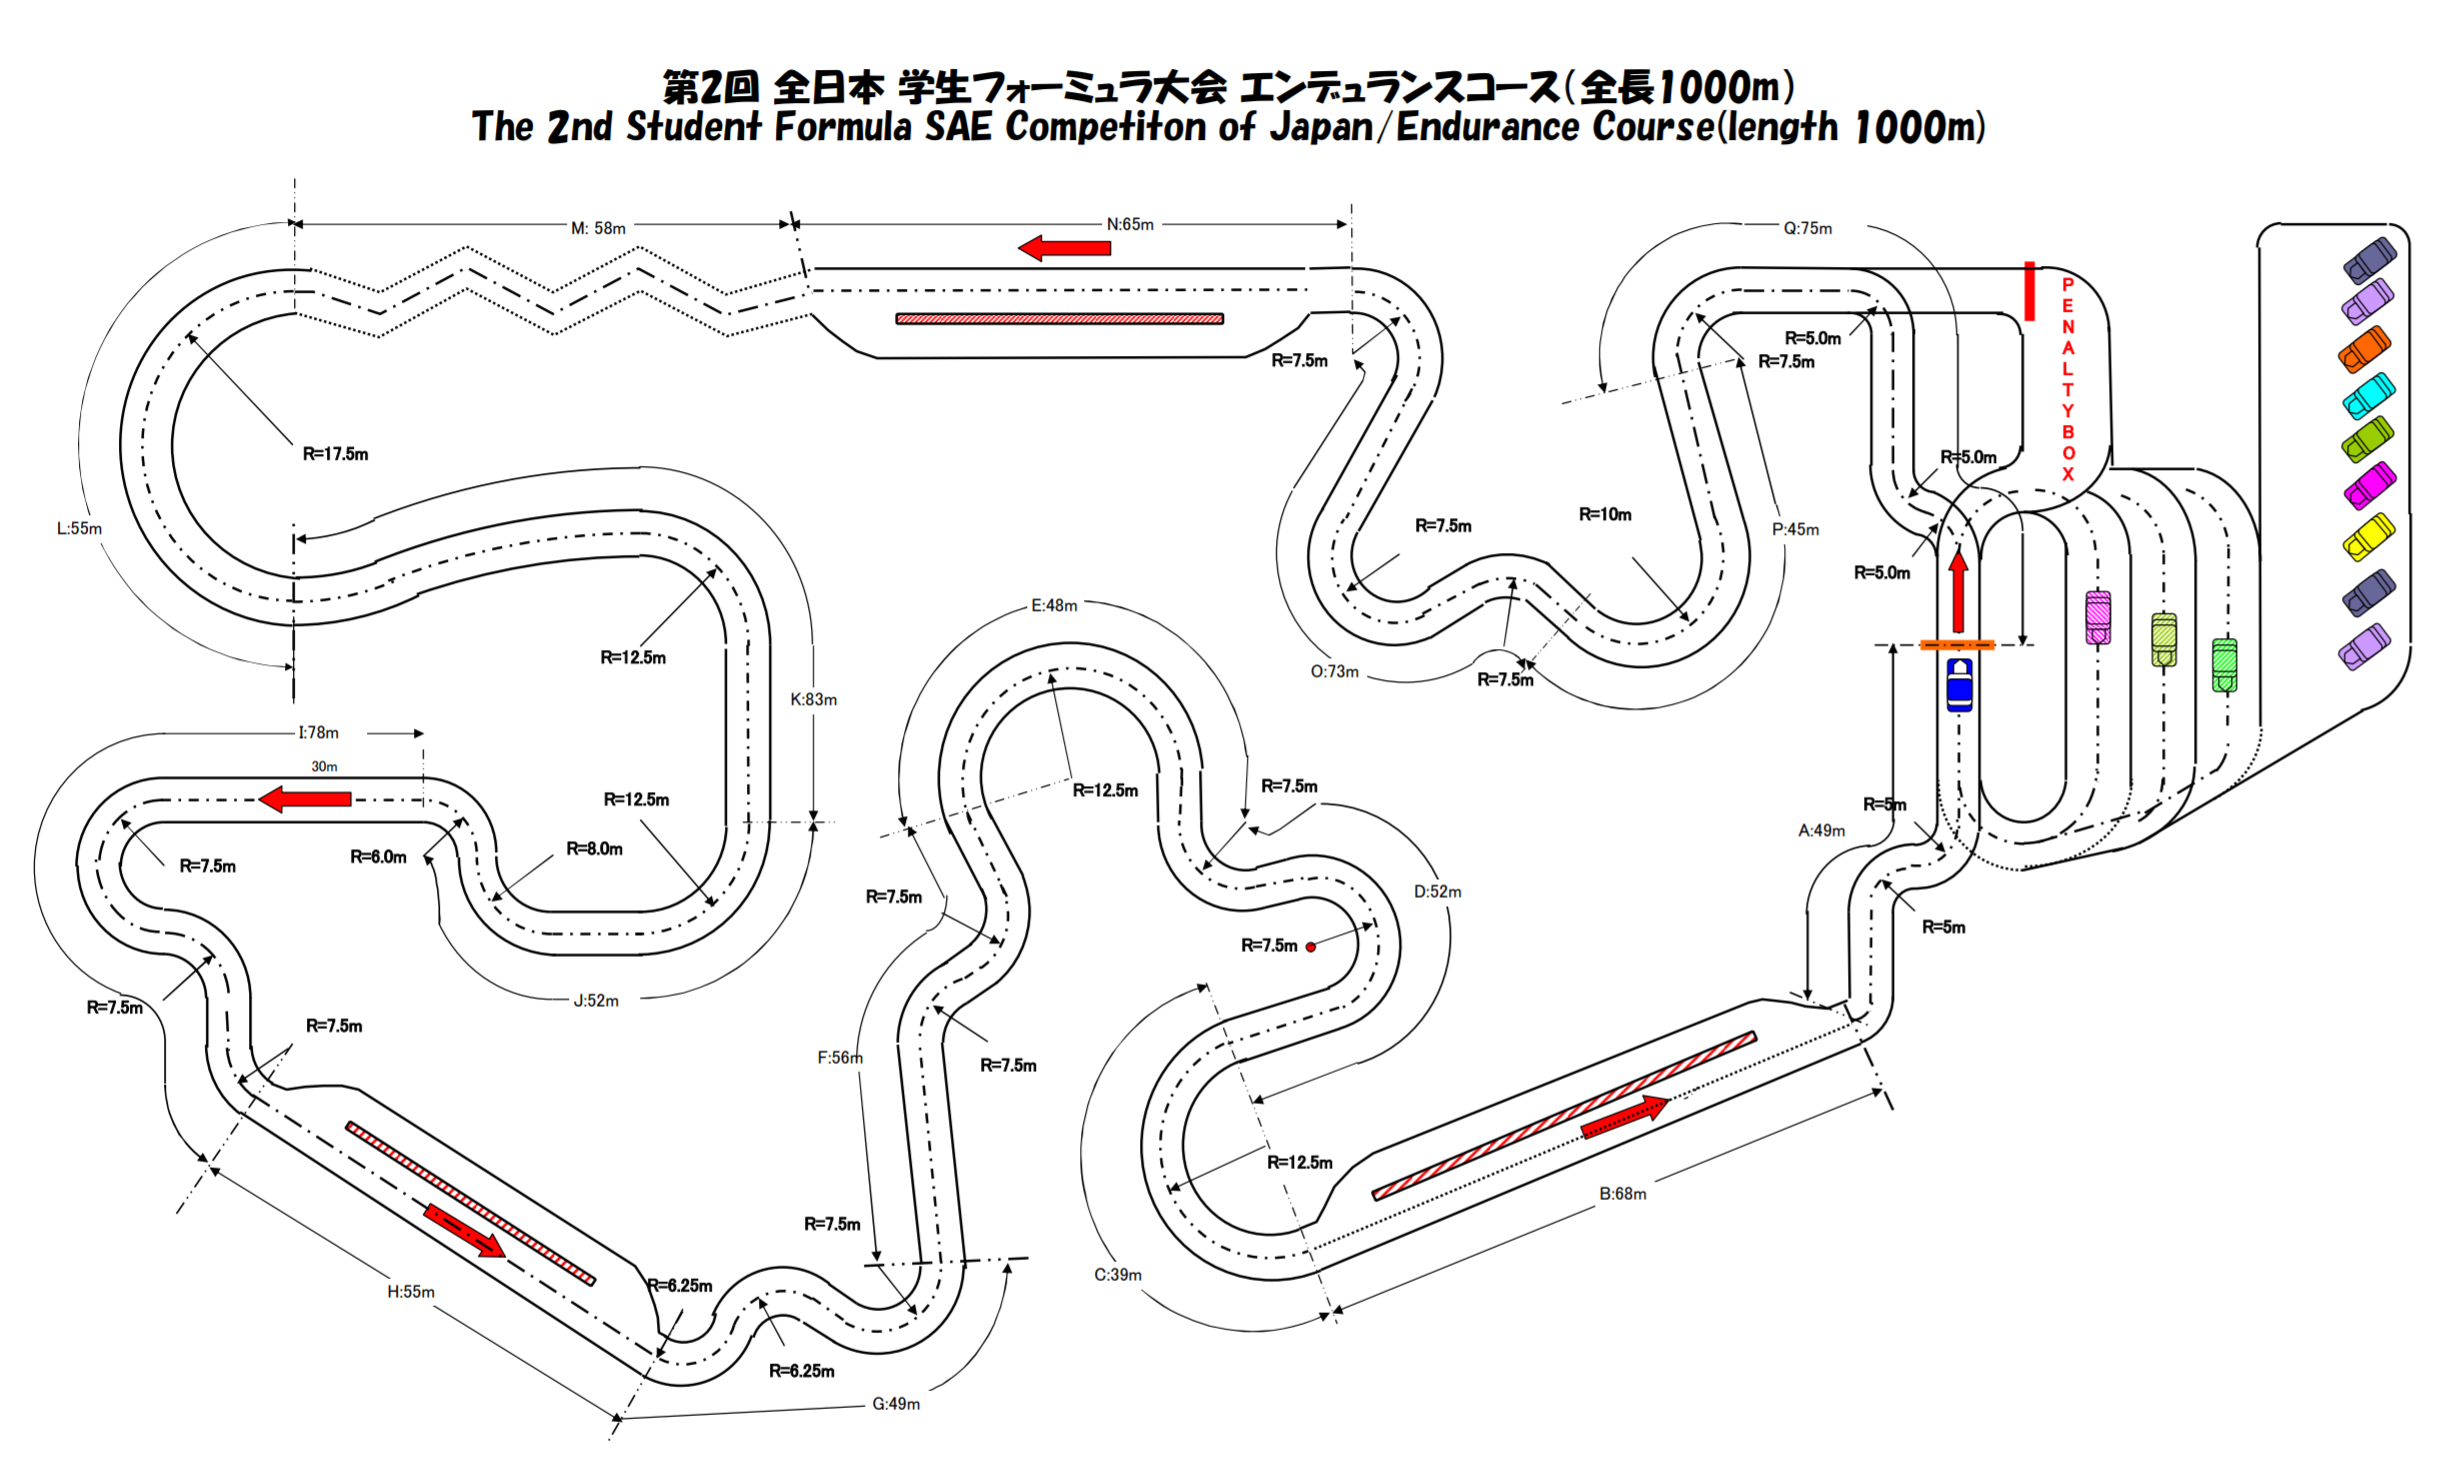 第2回 全日本 学生フォーミュラ大会 エンデュランスコース(全長1000m)
The 2nd Student Formula SAE Competiton of Japan/Endurance Course(length 1000m)
M: 58m
N:65m
Q:75m
R=7.5m
R=5.0m
R=7.5m
PENALTYBOX
R=17.5m
R=5.0m
L:55m
R=7.5m
R=10m
P:45m
R=5.0m
E:48m
R=12.5m
O:73m
R=7.5m
K:83m
I:78m
30m
R=12.5m
R=12.5m
R=7.5m
R=5m
A:49m
R=6.0m
R=8.0m
R=7.5m
R=7.5m
D:52m
R=5m
R=7.5m
J:52m
R=7.5m
R=7.5m
F:56m
R=7.5m
R=12.5m
B:68m
R=7.5m
C:39m
H:55m
R=6.25m
R=6.25m
G:49m